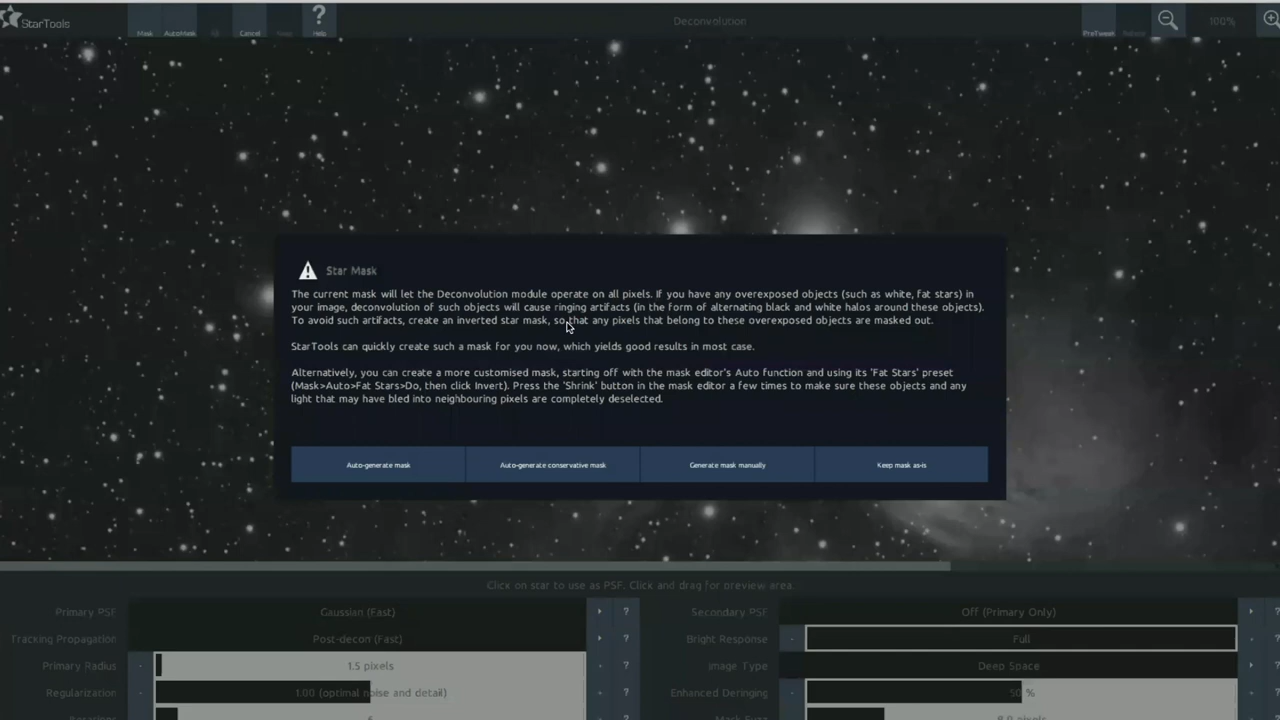 StarTools
Mask
AutoMask
Cancel
?
Help
Deconvolution
PreTweet
100%
Star Mask
The current mask will let the Deconvolution module operate on all pixels. If you have any overexposed objects (such as white, fat stars) in
your image, deconvolution of such objects will cause ringing artifacts (in the form of alternating black and white halos around these objects).
To avoid such artifacts, create an inverted star mask, so that any pixels that belong to these overexposed objects are masked out.
StarTools can quickly create such a mask for you now, which yields good results in most case.
Alternatively, you can create a more customised mask, starting off with the mask editor's Auto function and using its 'Fat Stars' preset
(Mask>Auto>Fat Stars>Do, then click Invert). Press the 'Shrink' button in the mask editor a few times to make sure these objects and any
light that may have bled into neighbouring pixels are completely deselected.
Auto-generate mask
Auto-generate conservative mask
Generate mask manually
Keep mask as-is
Click on star to use as PSF. Click and drag for preview area.
Primary PSF
Gaussian (Fast)
?
Secondary PSF
Off (Primary Only)
?
Tracking Propagation
Post-decon (Fast)
?
Bright Response
-
Full
?
Primary Radius
-
1.5 pixels
?
Image Type
Deep Space
?
Regularization
-
1.00 (optimal noise and detail)
?
Enhanced Deringing
-
50 %
?